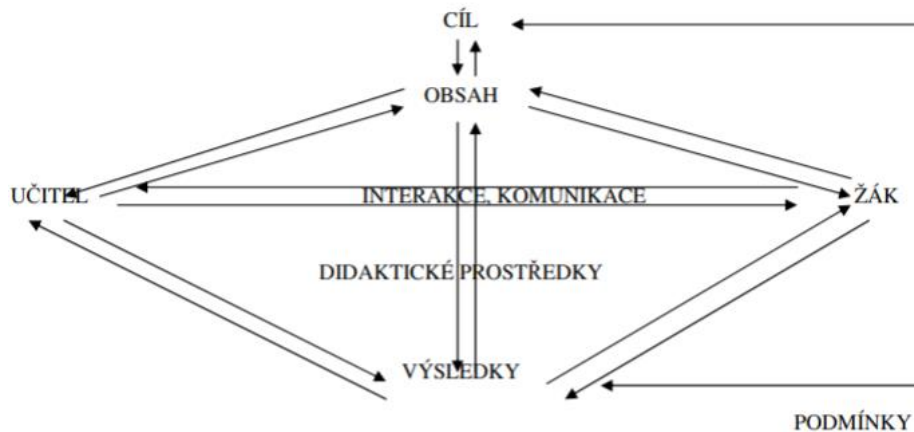 CÍL
OBSAH
UČITEL
INTERAKCE, KOMUNIKACE
ŽÁK
DIDAKTICKÉ PROSTŘEDKY
VÝSLEDKY
PODMÍNKY